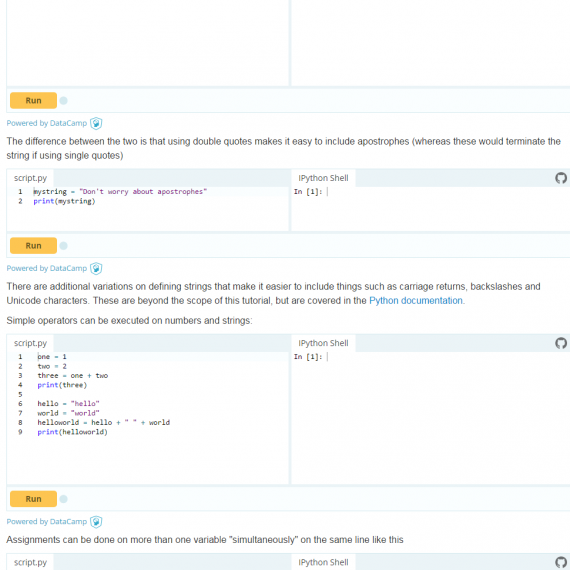 Run
Powered by DataCamp
The difference between the two is that using double quotes makes it easy to include apostrophes (whereas these would terminate the
string if using single quotes)
script.py IPython Shell
1 mystring = "Don't worry about apostrophes" In [1]:
2 print(mystring)
Run
Powered by DataCamp
There are additional variations on defining strings that make it easier to include things such as carriage returns, backslashes and
Unicode characters. These are beyond the scope of this tutorial, but are covered in the Python documentation.
Simple operators can be executed on numbers and strings:
script.py IPython Shell
1 one = 1 In [1]:
2 two = 2
3 three = one + two
4 print(three)
5
6 hello = "hello"
7 world = "world"
8 helloworld = hello + " " + world
9 print(helloworld)
Run
Powered by DataCamp
Assignments can be done on more than one variable "simultaneously" on the same line like this
script.py IPython Shell